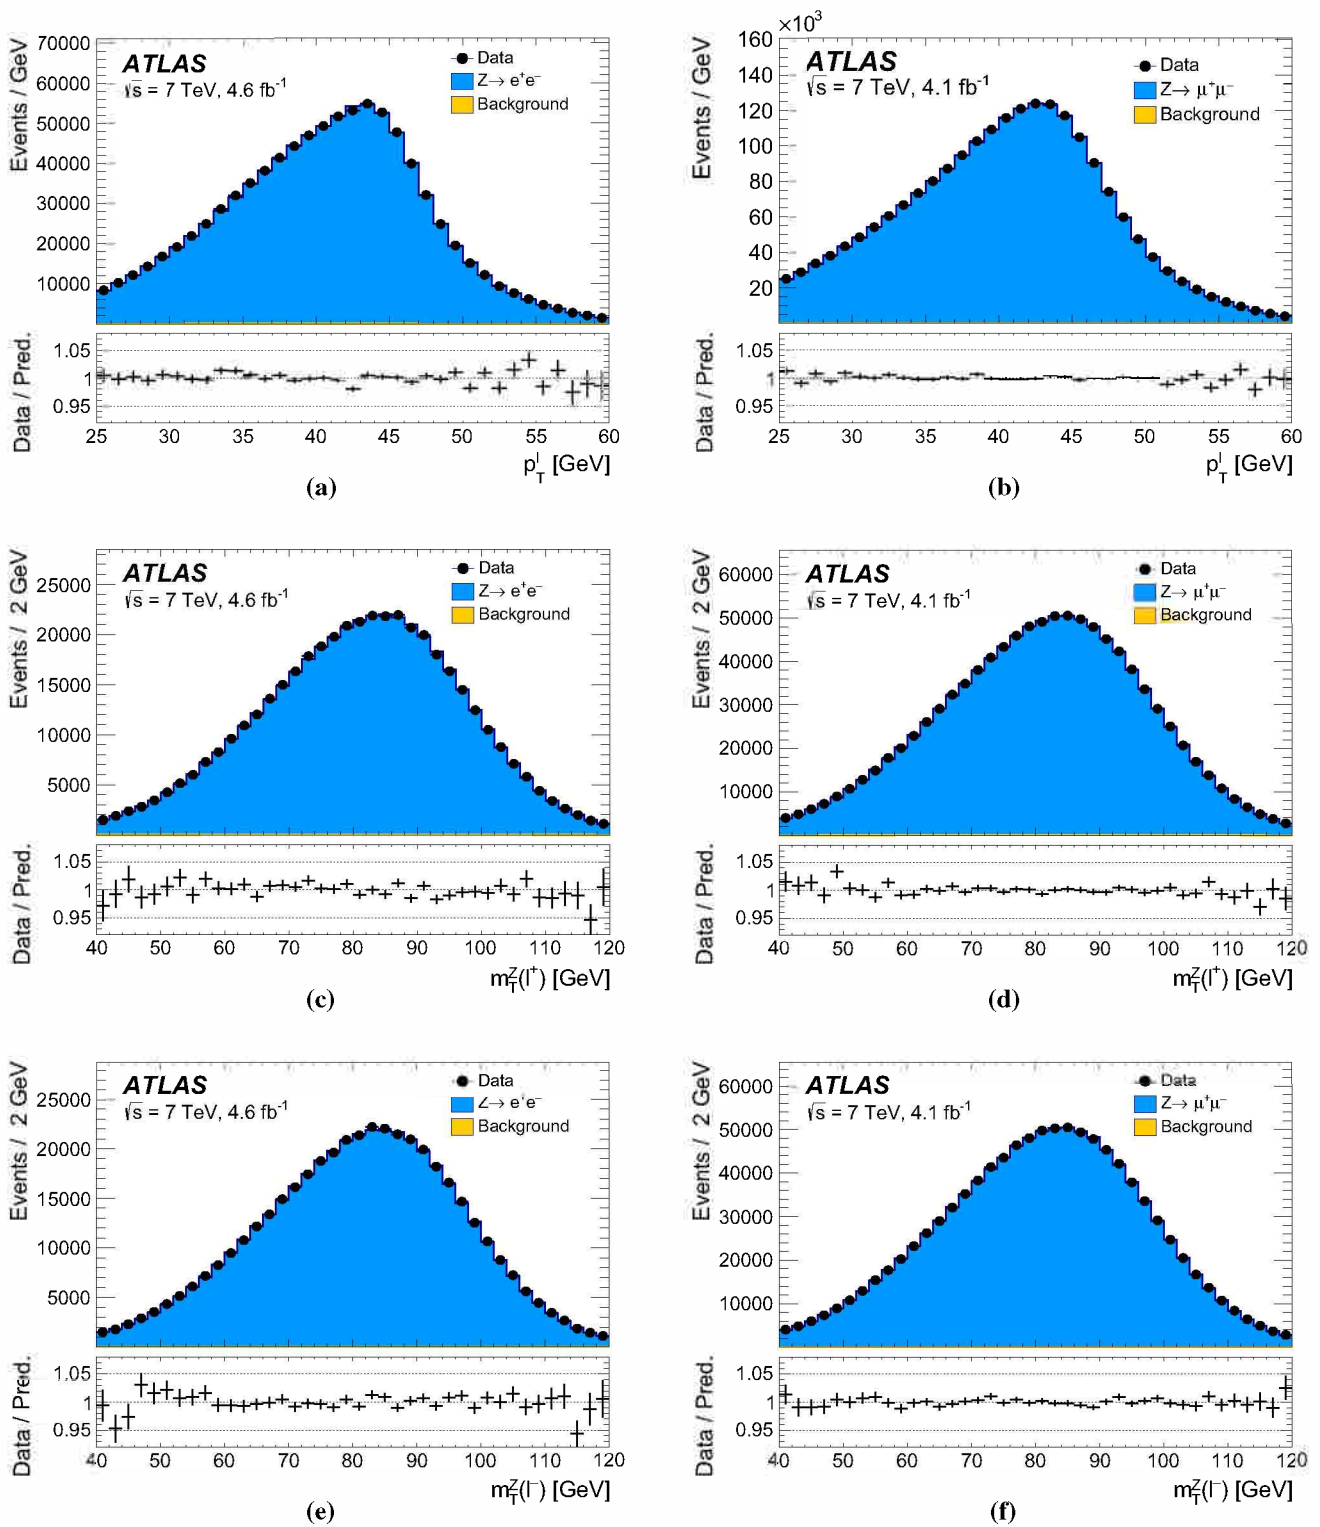 ATLAS
√s = 7 TeV, 4.6 fb⁻¹
Data
Z→ e⁺e⁻
Background
Events / GeV
70000
60000
50000
40000
30000
20000
10000
Data / Pred.
1.05
1
0.95
25 30 35 40 45 50 55 60
p_T^l [GeV]
(a)
×10³
ATLAS
√s = 7 TeV, 4.1 fb⁻¹
Data
Z→ μ⁺μ⁻
Background
Events / GeV
160
140
120
100
80
60
40
20
Data / Pred.
1.05
1
0.95
25 30 35 40 45 50 55 60
p_T^l [GeV]
(b)
ATLAS
√s = 7 TeV, 4.6 fb⁻¹
Data
Z→ e⁺e⁻
Background
Events / 2 GeV
25000
20000
15000
10000
5000
Data / Pred.
1.05
1
0.95
40 50 60 70 80 90 100 110 120
m_T^Z(l⁺) [GeV]
(c)
ATLAS
√s = 7 TeV, 4.1 fb⁻¹
Data
Z→ μ⁺μ⁻
Background
Events / 2 GeV
60000
50000
40000
30000
20000
10000
Data / Pred.
1.05
1
0.95
40 50 60 70 80 90 100 110 120
m_T^Z(l⁺) [GeV]
(d)
ATLAS
√s = 7 TeV, 4.6 fb⁻¹
Data
Z→ e⁺e⁻
Background
Events / 2 GeV
25000
20000
15000
10000
5000
Data / Pred.
1.05
1
0.95
40 50 60 70 80 90 100 110 120
m_T^Z(l⁻) [GeV]
(e)
ATLAS
√s = 7 TeV, 4.1 fb⁻¹
Data
Z→ μ⁺μ⁻
Background
Events / 2 GeV
60000
50000
40000
30000
20000
10000
Data / Pred.
1.05
1
0.95
40 50 60 70 80 90 100 110 120
m_T^Z(l⁻) [GeV]
(f)